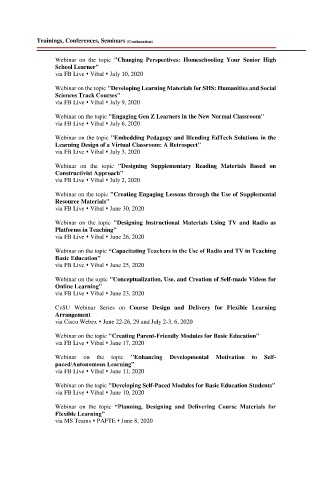 Trainings, Conferences, Seminars (Continuation)
Webinar on the topic "Changing Perspectives: Homeschooling Your Senior High
School Learner"
via FB Live • Vibal • July 10, 2020
Webinar on the topic "Developing Learning Materials for SHS: Humanities and Social
Sciences Track Courses"
via FB Live • Vibal • July 9, 2020
Webinar on the topic "Engaging Gen Z Learners in the New Normal Classroom"
via FB Live • Vibal • July 6, 2020
Webinar on the topic "Embedding Pedagogy and Blending EdTech Solutions in the
Learning Design of a Virtual Classroom: A Retrospect"
via FB Live • Vibal • July 3, 2020
Webinar on the topic "Designing Supplementary Reading Materials Based on
Constructivist Approach"
via FB Live • Vibal • July 2, 2020
Webinar on the topic "Creating Engaging Lessons through the Use of Supplemental
Resource Materials"
via FB Live • Vibal • June 30, 2020
Webinar on the topic "Designing Instructional Materials Using TV and Radio as
Platforms in Teaching"
via FB Live • Vibal • June 26, 2020
Webinar on the topic "Capacitating Teachers in the Use of Radio and TV in Teaching
Basic Education"
via FB Live • Vibal • June 25, 2020
Webinar on the topic "Conceptualization, Use, and Creation of Self-made Videos for
Online Learning"
via FB Live • Vibal • June 23, 2020
CvSU Webinar Series on Course Design and Delivery for Flexible Learning
Arrangement
via Cisco Webex • June 22-26, 29 and July 2-3, 6, 2020
Webinar on the topic "Creating Parent-Friendly Modules for Basic Education"
via FB Live • Vibal • June 17, 2020
Webinar on the topic "Enhancing Developmental Motivation to Self-
paced/Autonomous Learning"
via FB Live • Vibal • June 11, 2020
Webinar on the topic "Developing Self-Paced Modules for Basic Education Students"
via FB Live • Vibal • June 10, 2020
Webinar on the topic "Planning, Designing and Delivering Course Materials for
Flexible Learning"
via MS Teams • PAFTE • June 8, 2020